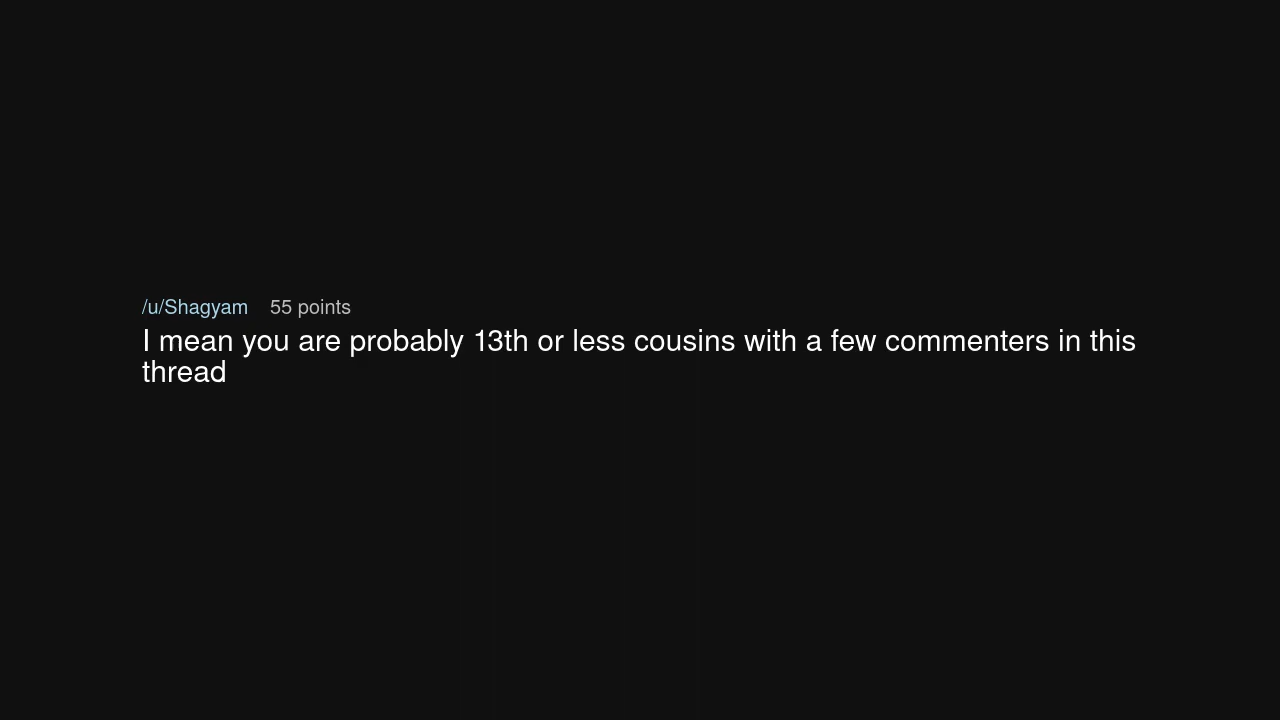 /u/Shagyam 55 points
I mean you are probably 13th or less cousins with a few commenters in this
thread